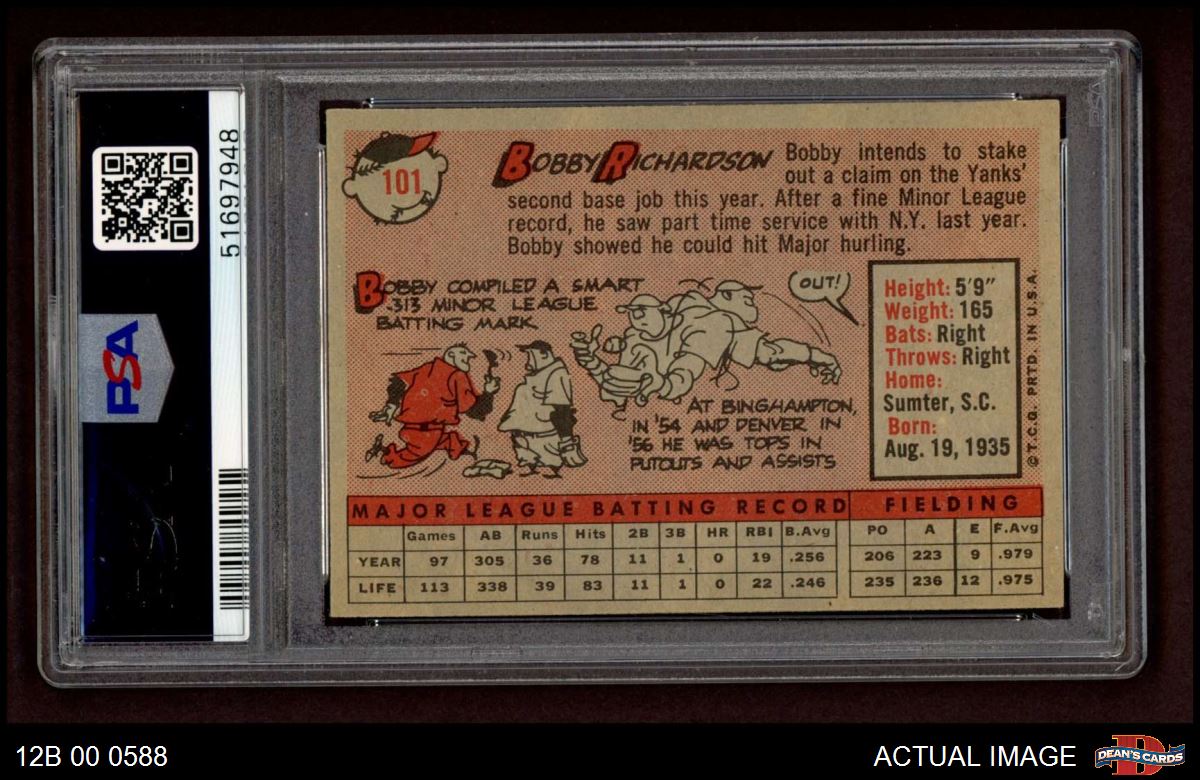 51697948
PSA
101
BOBBY RICHARDSON
Bobby intends to stake
out a claim on the Yanks'
second base job this year. After a fine Minor League
record, he saw part time service with N.Y. last year.
Bobby showed he could hit Major hurling.
BOBBY COMPILED A SMART
.313 MINOR LEAGUE
BATTING MARK
OUT!
AT BINGHAMPTON,
IN '54 AND DENVER IN
'56 HE WAS TOPS IN
PUTOUTS AND ASSISTS
Height: 5'9"
Weight: 165
Bats: Right
Throws: Right
Home:
Sumter, S.C.
Born:
Aug. 19, 1935
© T.C.G. PRTD. IN U.S.A.
MAJOR LEAGUE BATTING RECORD FIELDING
Games AB Runs Hits 2B 3B HR RBI B.Avg PO A E F.Avg
YEAR 97 305 36 78 11 1 0 19 .256 206 223 9 .979
LIFE 113 338 39 83 11 1 0 22 .246 235 236 12 .975
12B 00 0588
ACTUAL IMAGE
DEAN'S CARDS